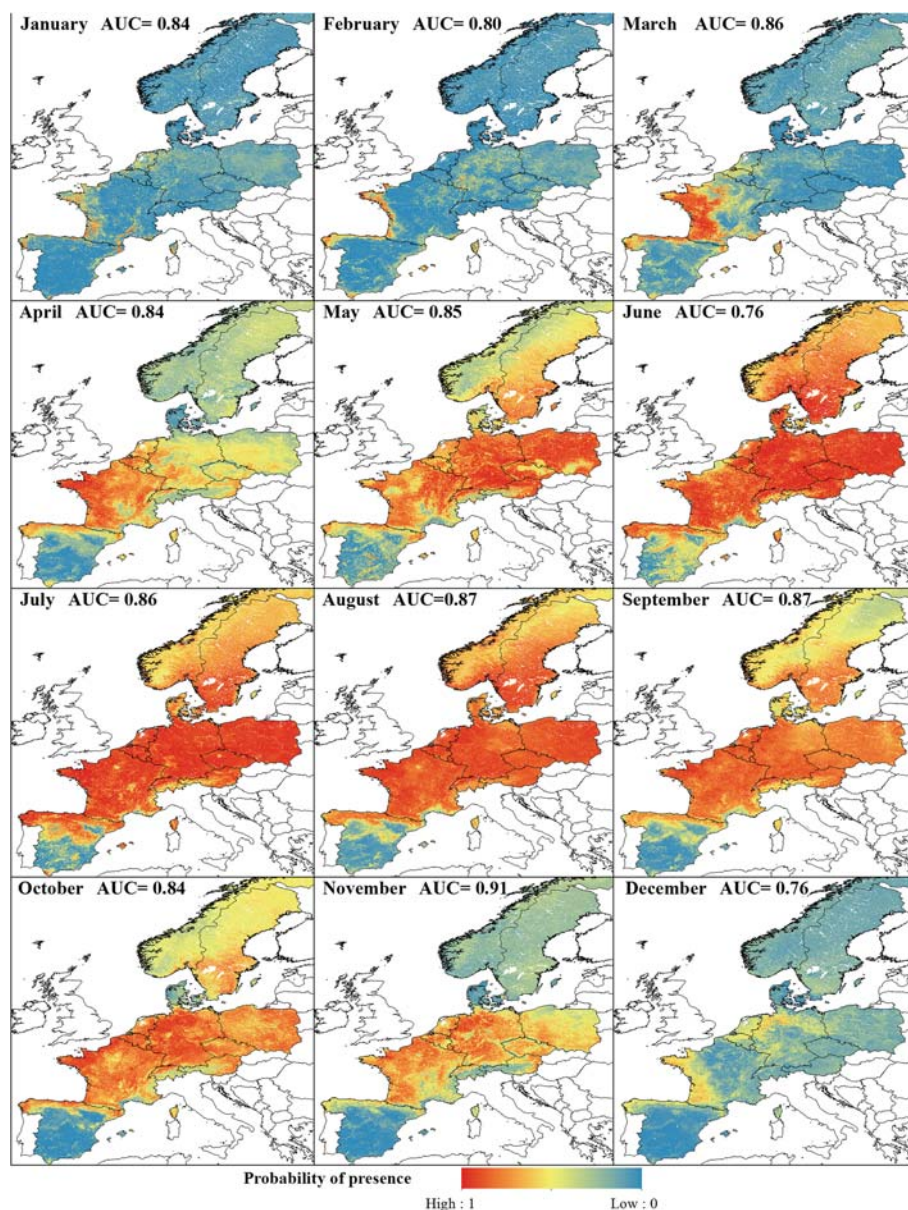 January AUC= 0.84
February AUC= 0.80
March AUC= 0.86
April AUC= 0.84
May AUC= 0.85
June AUC= 0.76
July AUC= 0.86
August AUC=0.87
September AUC= 0.87
October AUC= 0.84
November AUC= 0.91
December AUC= 0.76
Probability of presence
High : 1 Low : 0